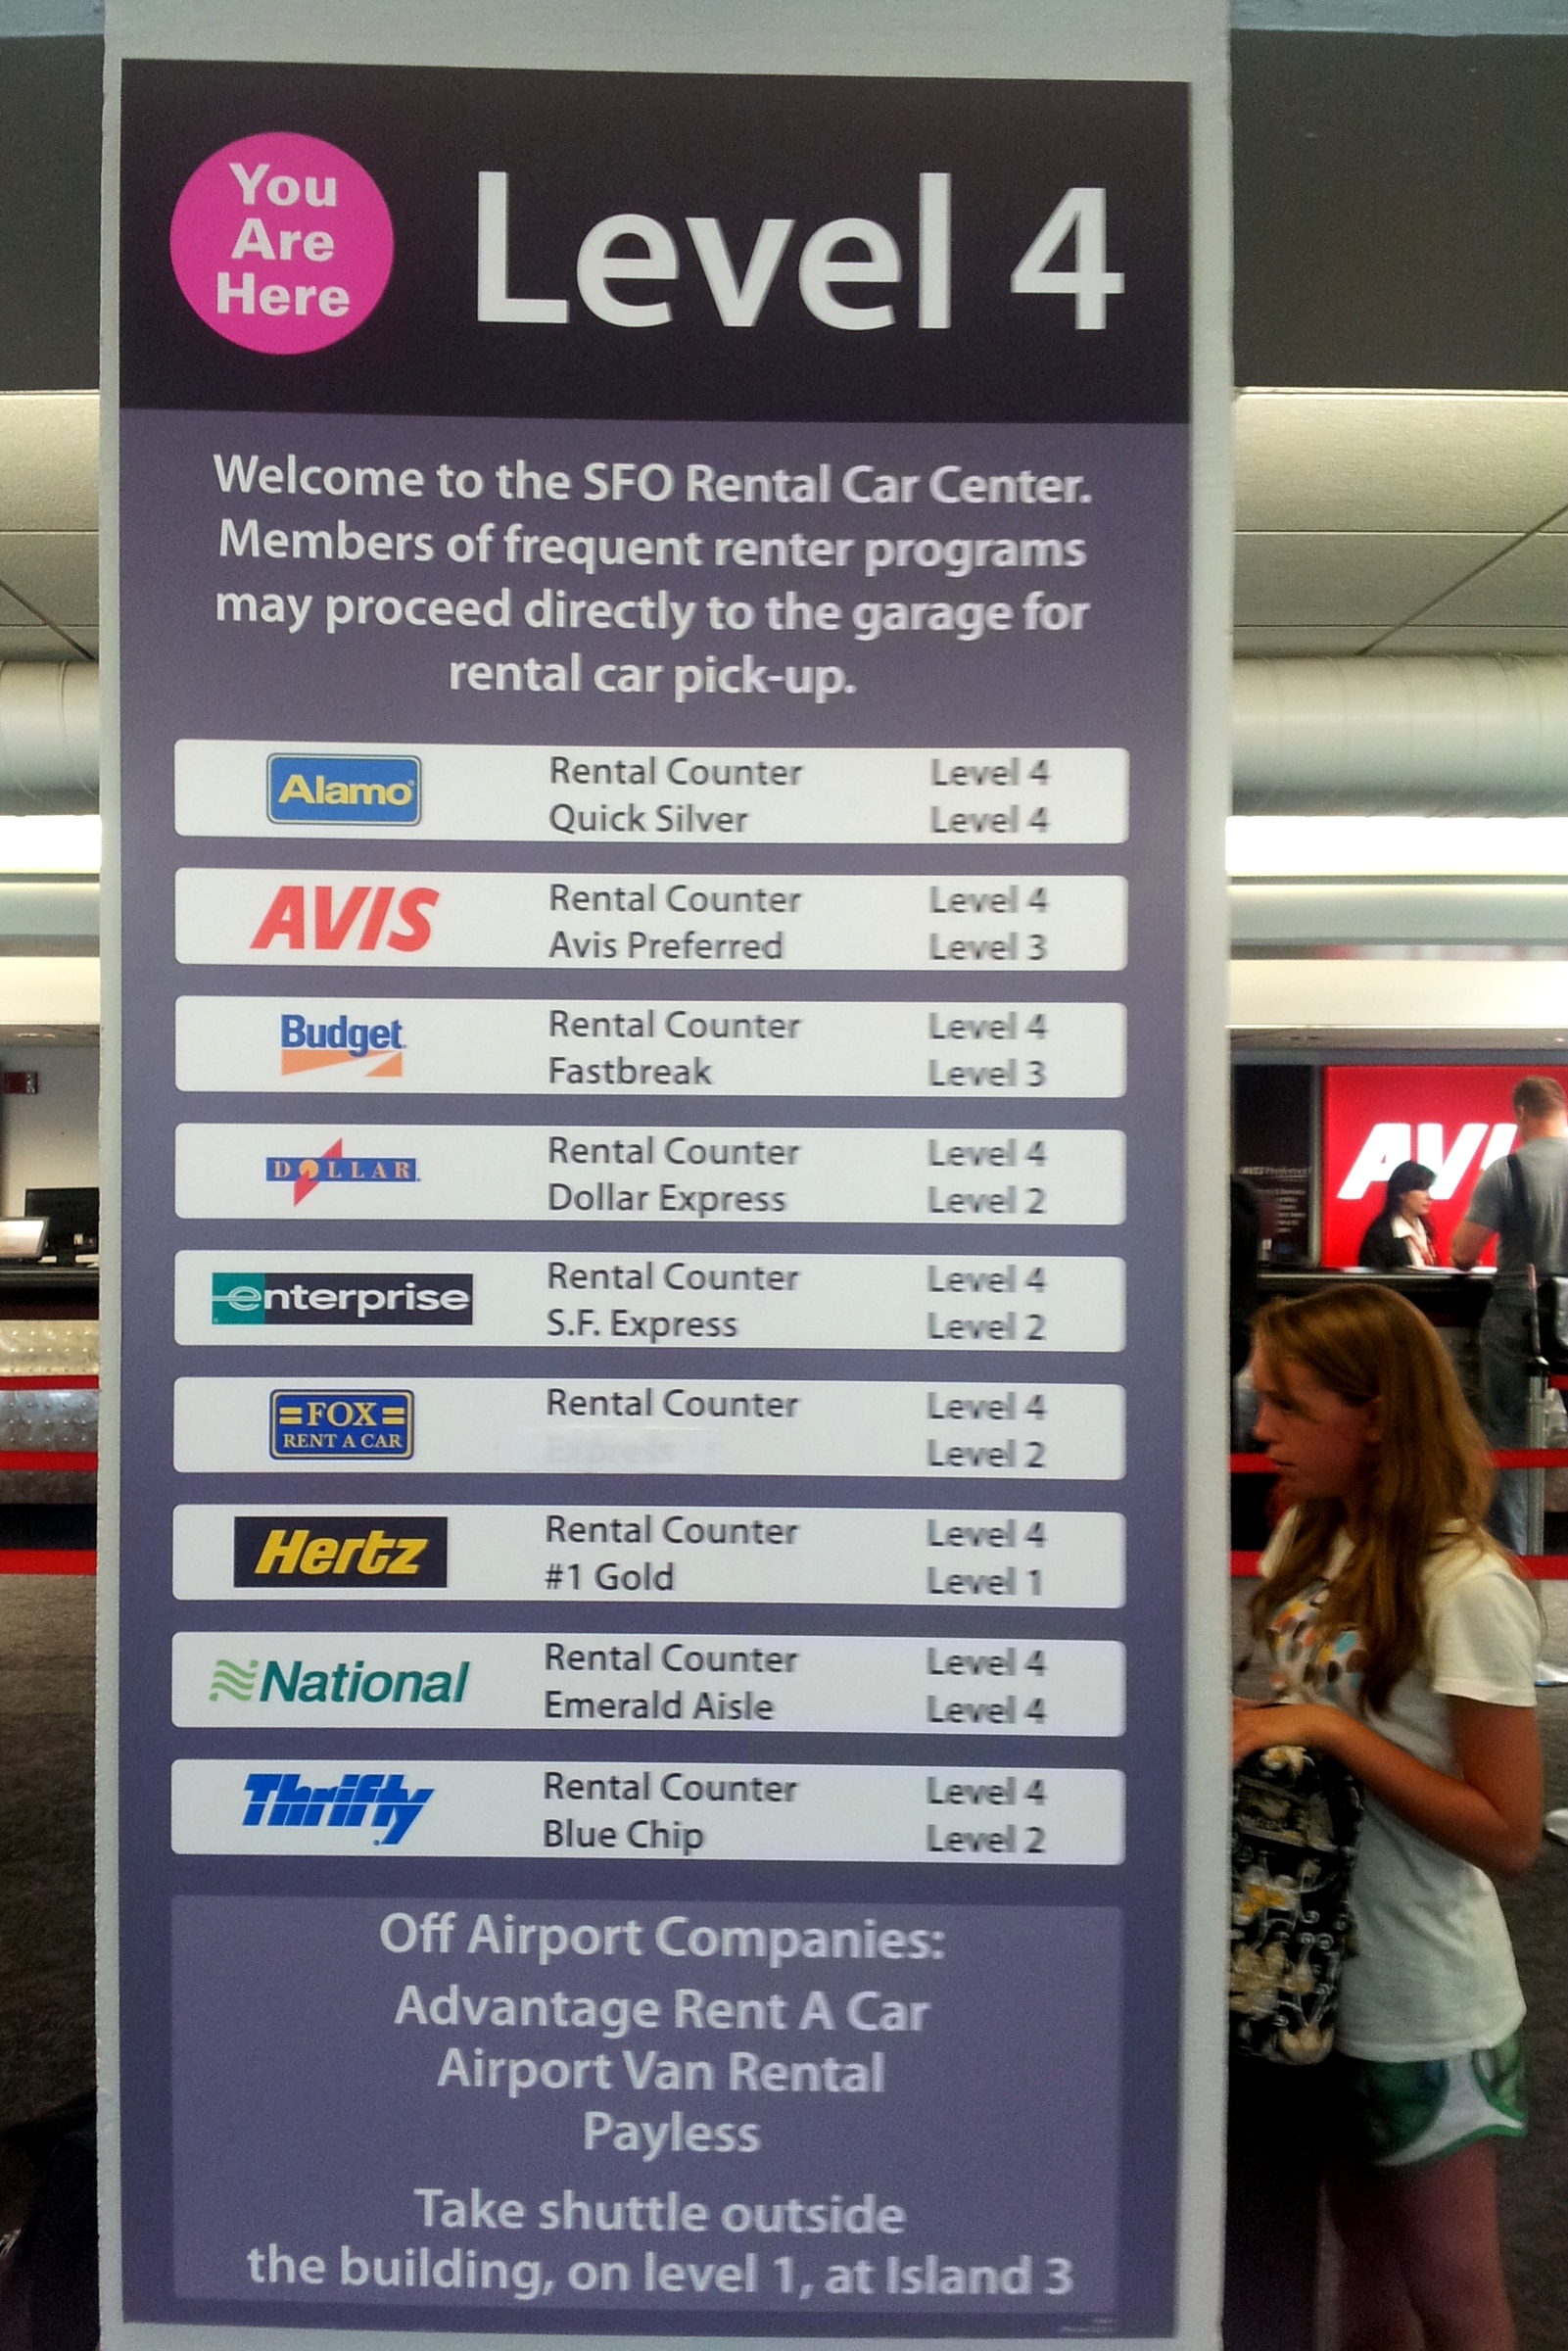 You
Are
Here
Level 4
Welcome to the SFO Rental Car Center.
Members of frequent renter programs
may proceed directly to the garage for
rental car pick-up.
Alamo
Rental Counter Level 4
Quick Silver Level 4
AVIS
Rental Counter Level 4
Avis Preferred Level 3
Budget
Rental Counter Level 4
Fastbreak Level 3
DOLLAR
Rental Counter Level 4
Dollar Express Level 2
enterprise
Rental Counter Level 4
S.F. Express Level 2
FOX
RENT A CAR
Rental Counter Level 4
Express Level 2
Hertz
Rental Counter Level 4
#1 Gold Level 1
National
Rental Counter Level 4
Emerald Aisle Level 4
Thrifty
Rental Counter Level 4
Blue Chip Level 2
Off Airport Companies:
Advantage Rent A Car
Airport Van Rental
Payless
Take shuttle outside
the building, on level 1, at Island 3
AVI
AVIS Preferred